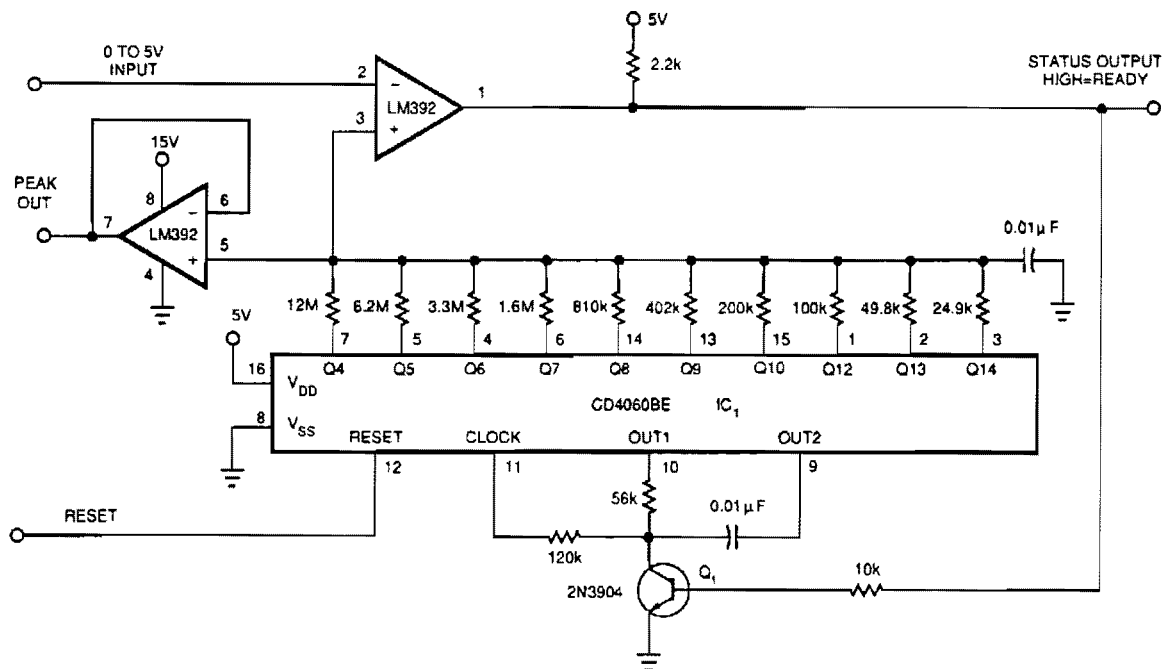 0 TO 5V
INPUT
2
−
LM392
3
+
1
5V
2.2k
STATUS OUTPUT
HIGH=READY
15V
PEAK
OUT
8
6
−
7
LM392
5
+
4
0.01µF
12M
6.2M
3.3M
1.6M
810k
402k
200k
100k
49.8k
24.9k
5V
7
5
4
6
14
13
15
1
2
3
Q4
Q5
Q6
Q7
Q8
Q9
Q10
Q12
Q13
Q14
16
VDD
CD4060BE
IC1
8
VSS
RESET
CLOCK
OUT1
OUT2
12
11
10
9
56k
0.01µF
RESET
120k
Q1
10k
2N3904